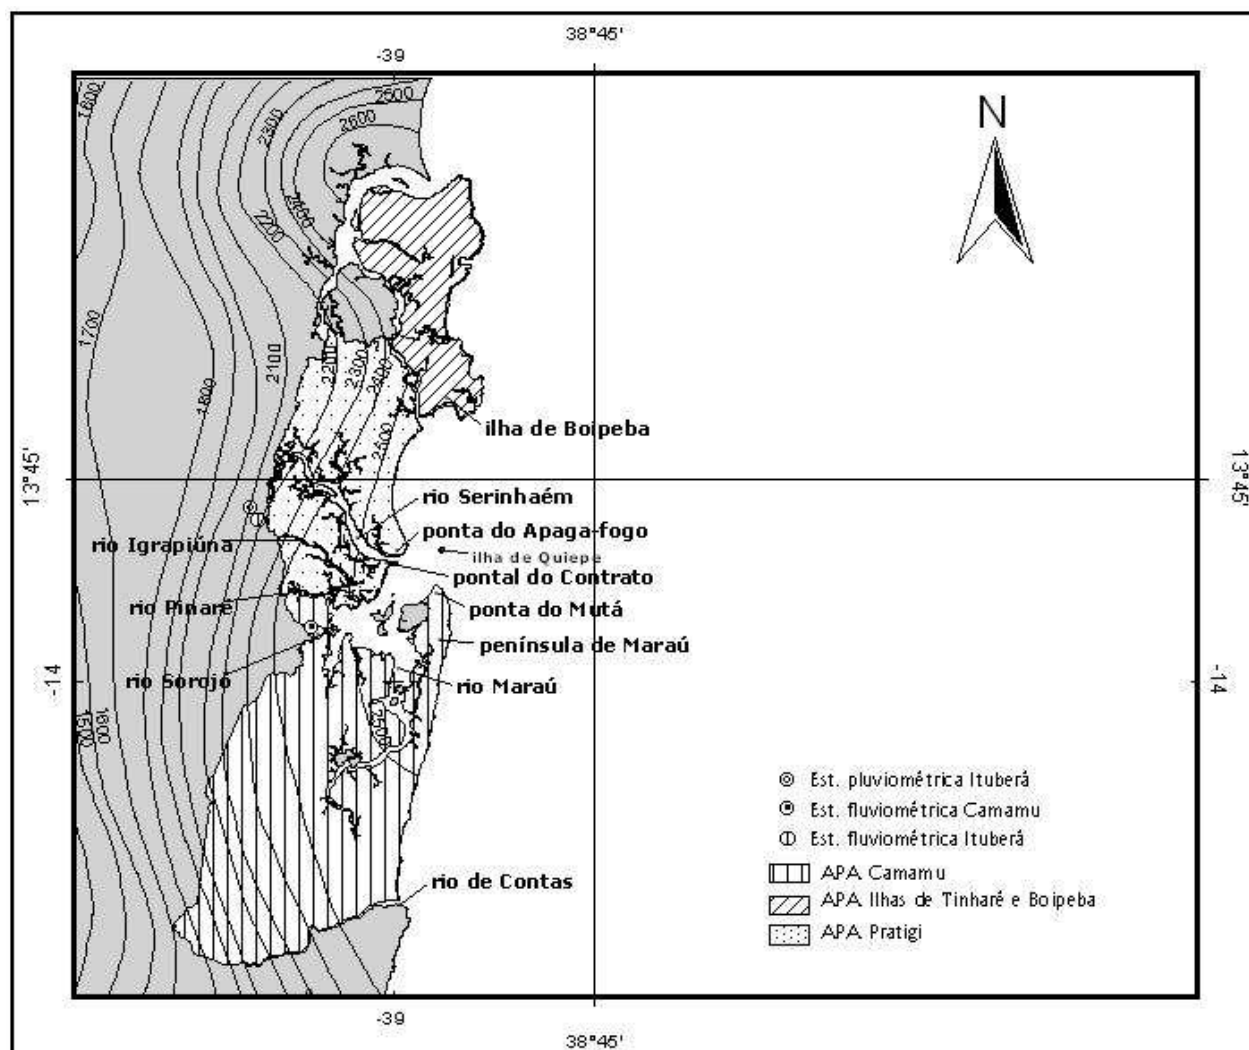 38°45'
-39
1600
2500
2300
2600
2400
2200
1700
2100
2200
2300
2400
1800
2500
ilha de Boipeba
13°45'
13°45'
rio Serinhaém
ponta do Apaga-fogo
rio Igrapiúna
ilha de Quiepe
pontal do Contrato
rio Pinaré
ponta do Mutá
península de Maraú
rio Sorojó
rio Maraú
-14
-14
1500
1600
2500
N
Est. pluviométrica Ituberá
Est. fluviométrica Camamu
Est. fluviométrica Ituberá
APA Camamu
APA Ilhas de Tinharé e Boipeba
APA Pratigi
rio de Contas
-39
38°45'